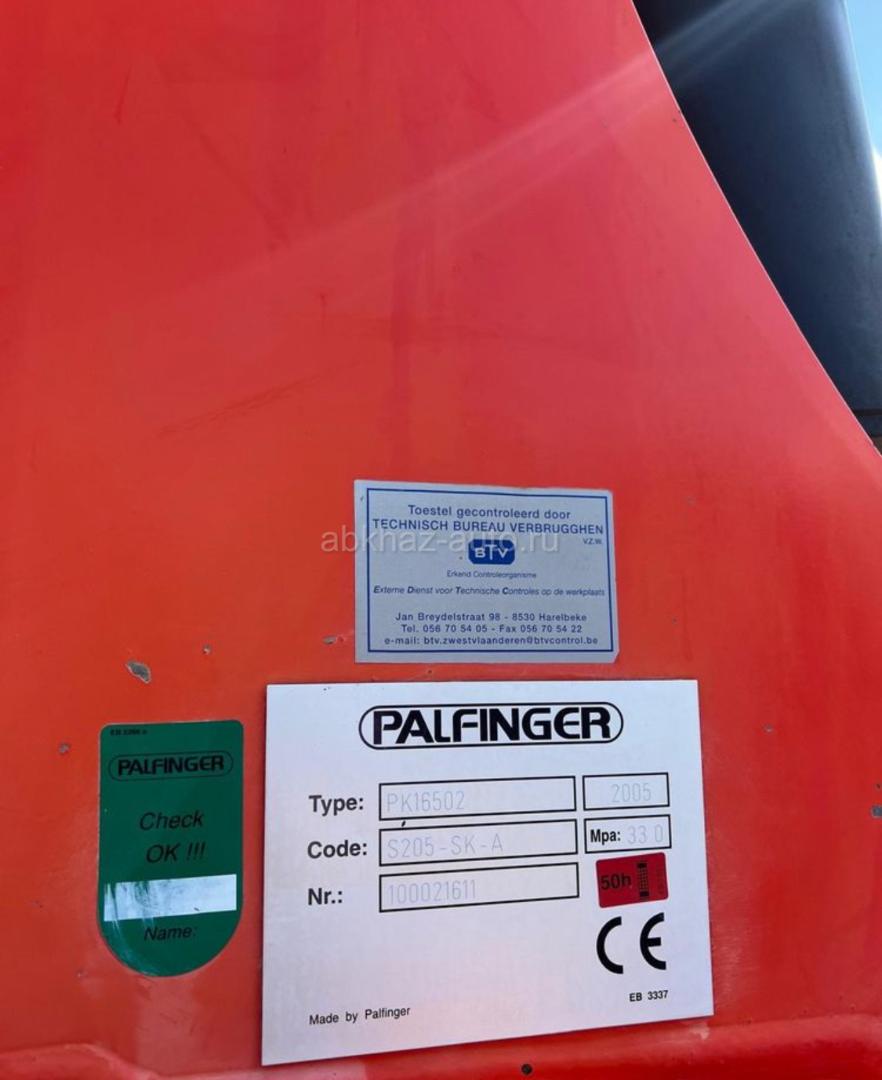 Toestel gecontroleerd door
TECHNISCH BUREAU VERBRUGGHEN
V.Z.W.
abkhaz-auto.ru
BTV
Erkend Controleorganisme
Externe Dienst voor Technische Controles op de werkplaats
Jan Breydelstraat 98 - 8530 Harelbeke
Tel. 056 70 54 05 - Fax 056 70 54 22
e-mail: btv.zwestvlaanderen@btvcontrol.be
PALFINGER
Check
OK !!!
Name:
PALFINGER
Type: PK16502 2005
Code: S205-SK-A Mpa: 33.0
Nr.: 100021611
50h
CE
EB 3337
Made by Palfinger